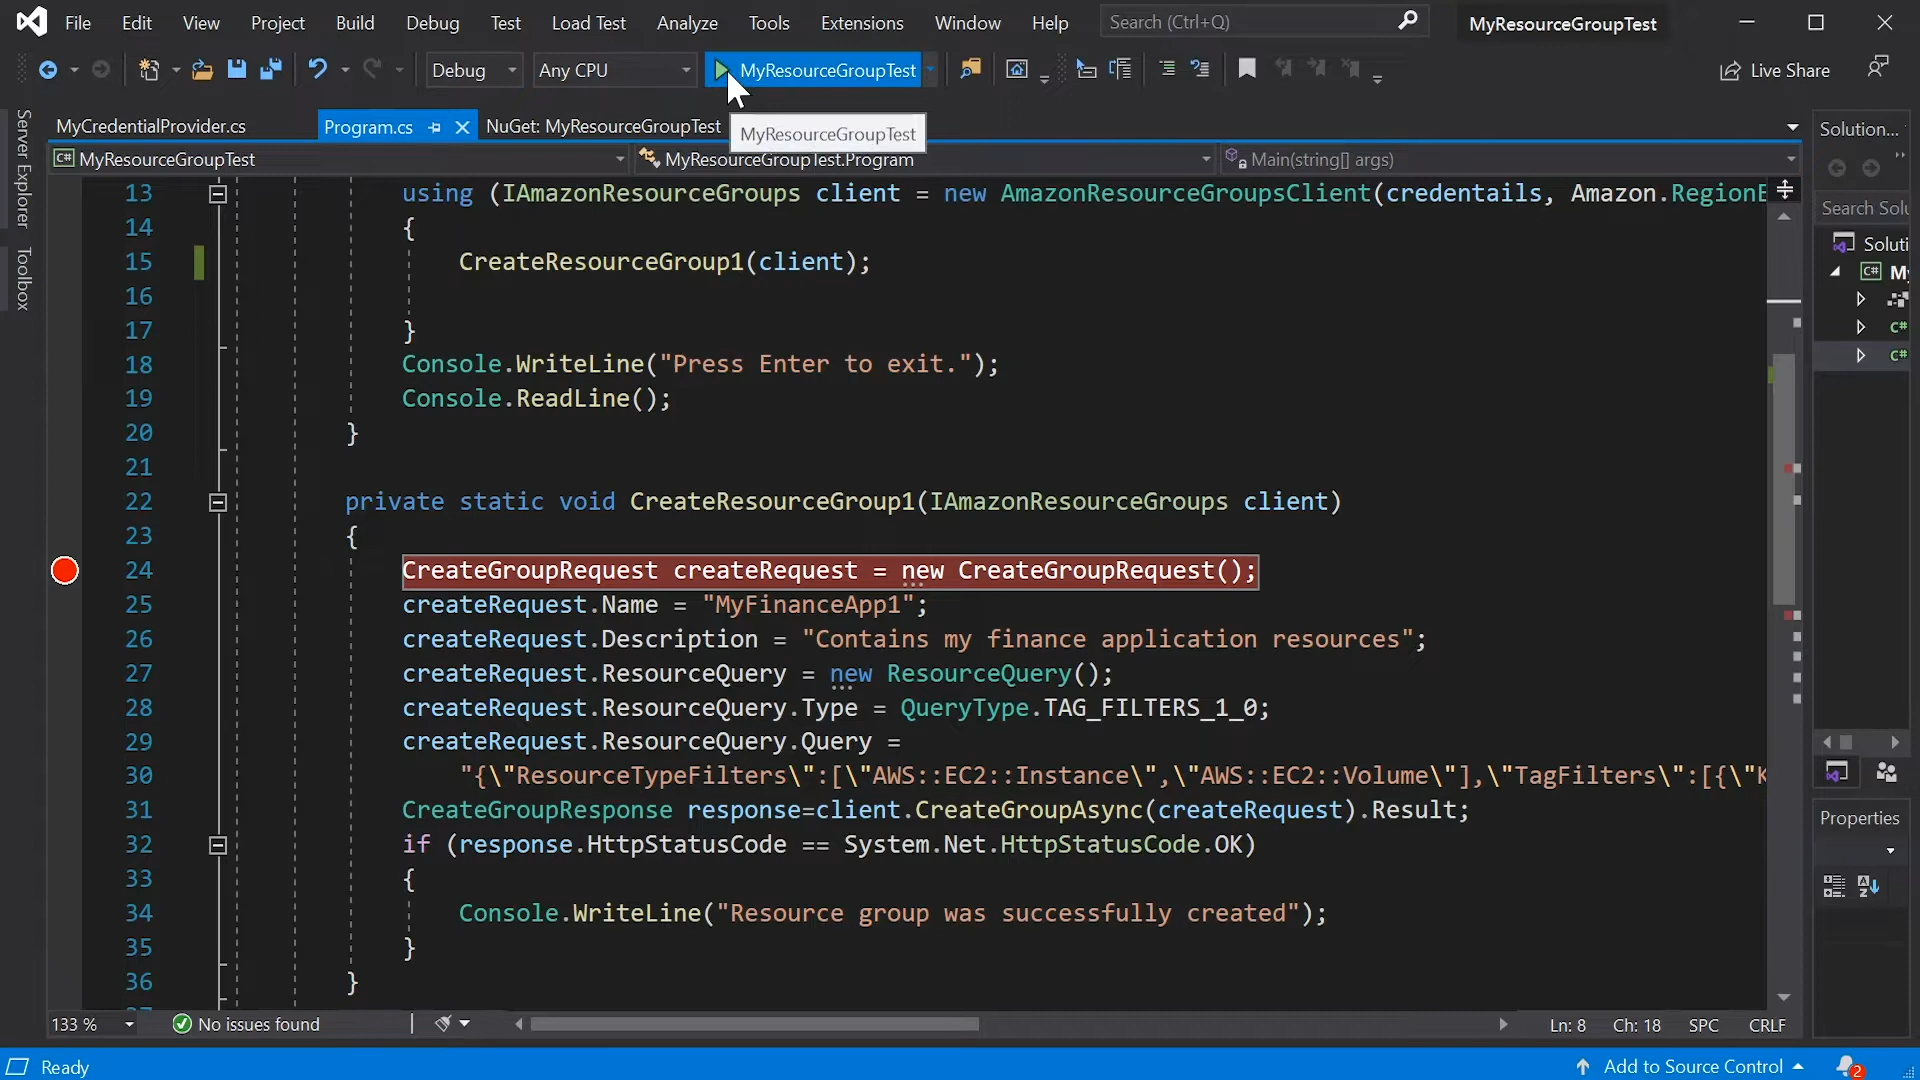 File Edit View Project Build Debug Test Load Test Analyze Tools Extensions Window Help Search (Ctrl+Q) MyResourceGroupTest
Debug Any CPU MyResourceGroupTest Live Share
MyCredentialProvider.cs Program.cs NuGet: MyResourceGroupTest
MyResourceGroupTest
MyResourceGroupTest MyResourceGroupTest.Program Main(string[] args)
Server Explorer
Toolbox
13 using (IAmazonResourceGroups client = new AmazonResourceGroupsClient(credentails, Amazon.RegionE
14 {
15 CreateResourceGroup1(client);
16
17 }
18 Console.WriteLine("Press Enter to exit.");
19 Console.ReadLine();
20 }
21
22 private static void CreateResourceGroup1(IAmazonResourceGroups client)
23 {
24 CreateGroupRequest createRequest = new CreateGroupRequest();
25 createRequest.Name = "MyFinanceApp1";
26 createRequest.Description = "Contains my finance application resources";
27 createRequest.ResourceQuery = new ResourceQuery();
28 createRequest.ResourceQuery.Type = QueryType.TAG_FILTERS_1_0;
29 createRequest.ResourceQuery.Query =
30 "{\"ResourceTypeFilters\":[\"AWS::EC2::Instance\",\"AWS::EC2::Volume\"],\"TagFilters\":[{\"K
31 CreateGroupResponse response=client.CreateGroupAsync(createRequest).Result;
32 if (response.HttpStatusCode == System.Net.HttpStatusCode.OK)
33 {
34 Console.WriteLine("Resource group was successfully created");
35 }
36 }
Solution...
Search Solu
Soluti
C# My
C#
C#
Properties
133 % No issues found Ln: 8 Ch: 18 SPC CRLF
Ready Add to Source Control 2